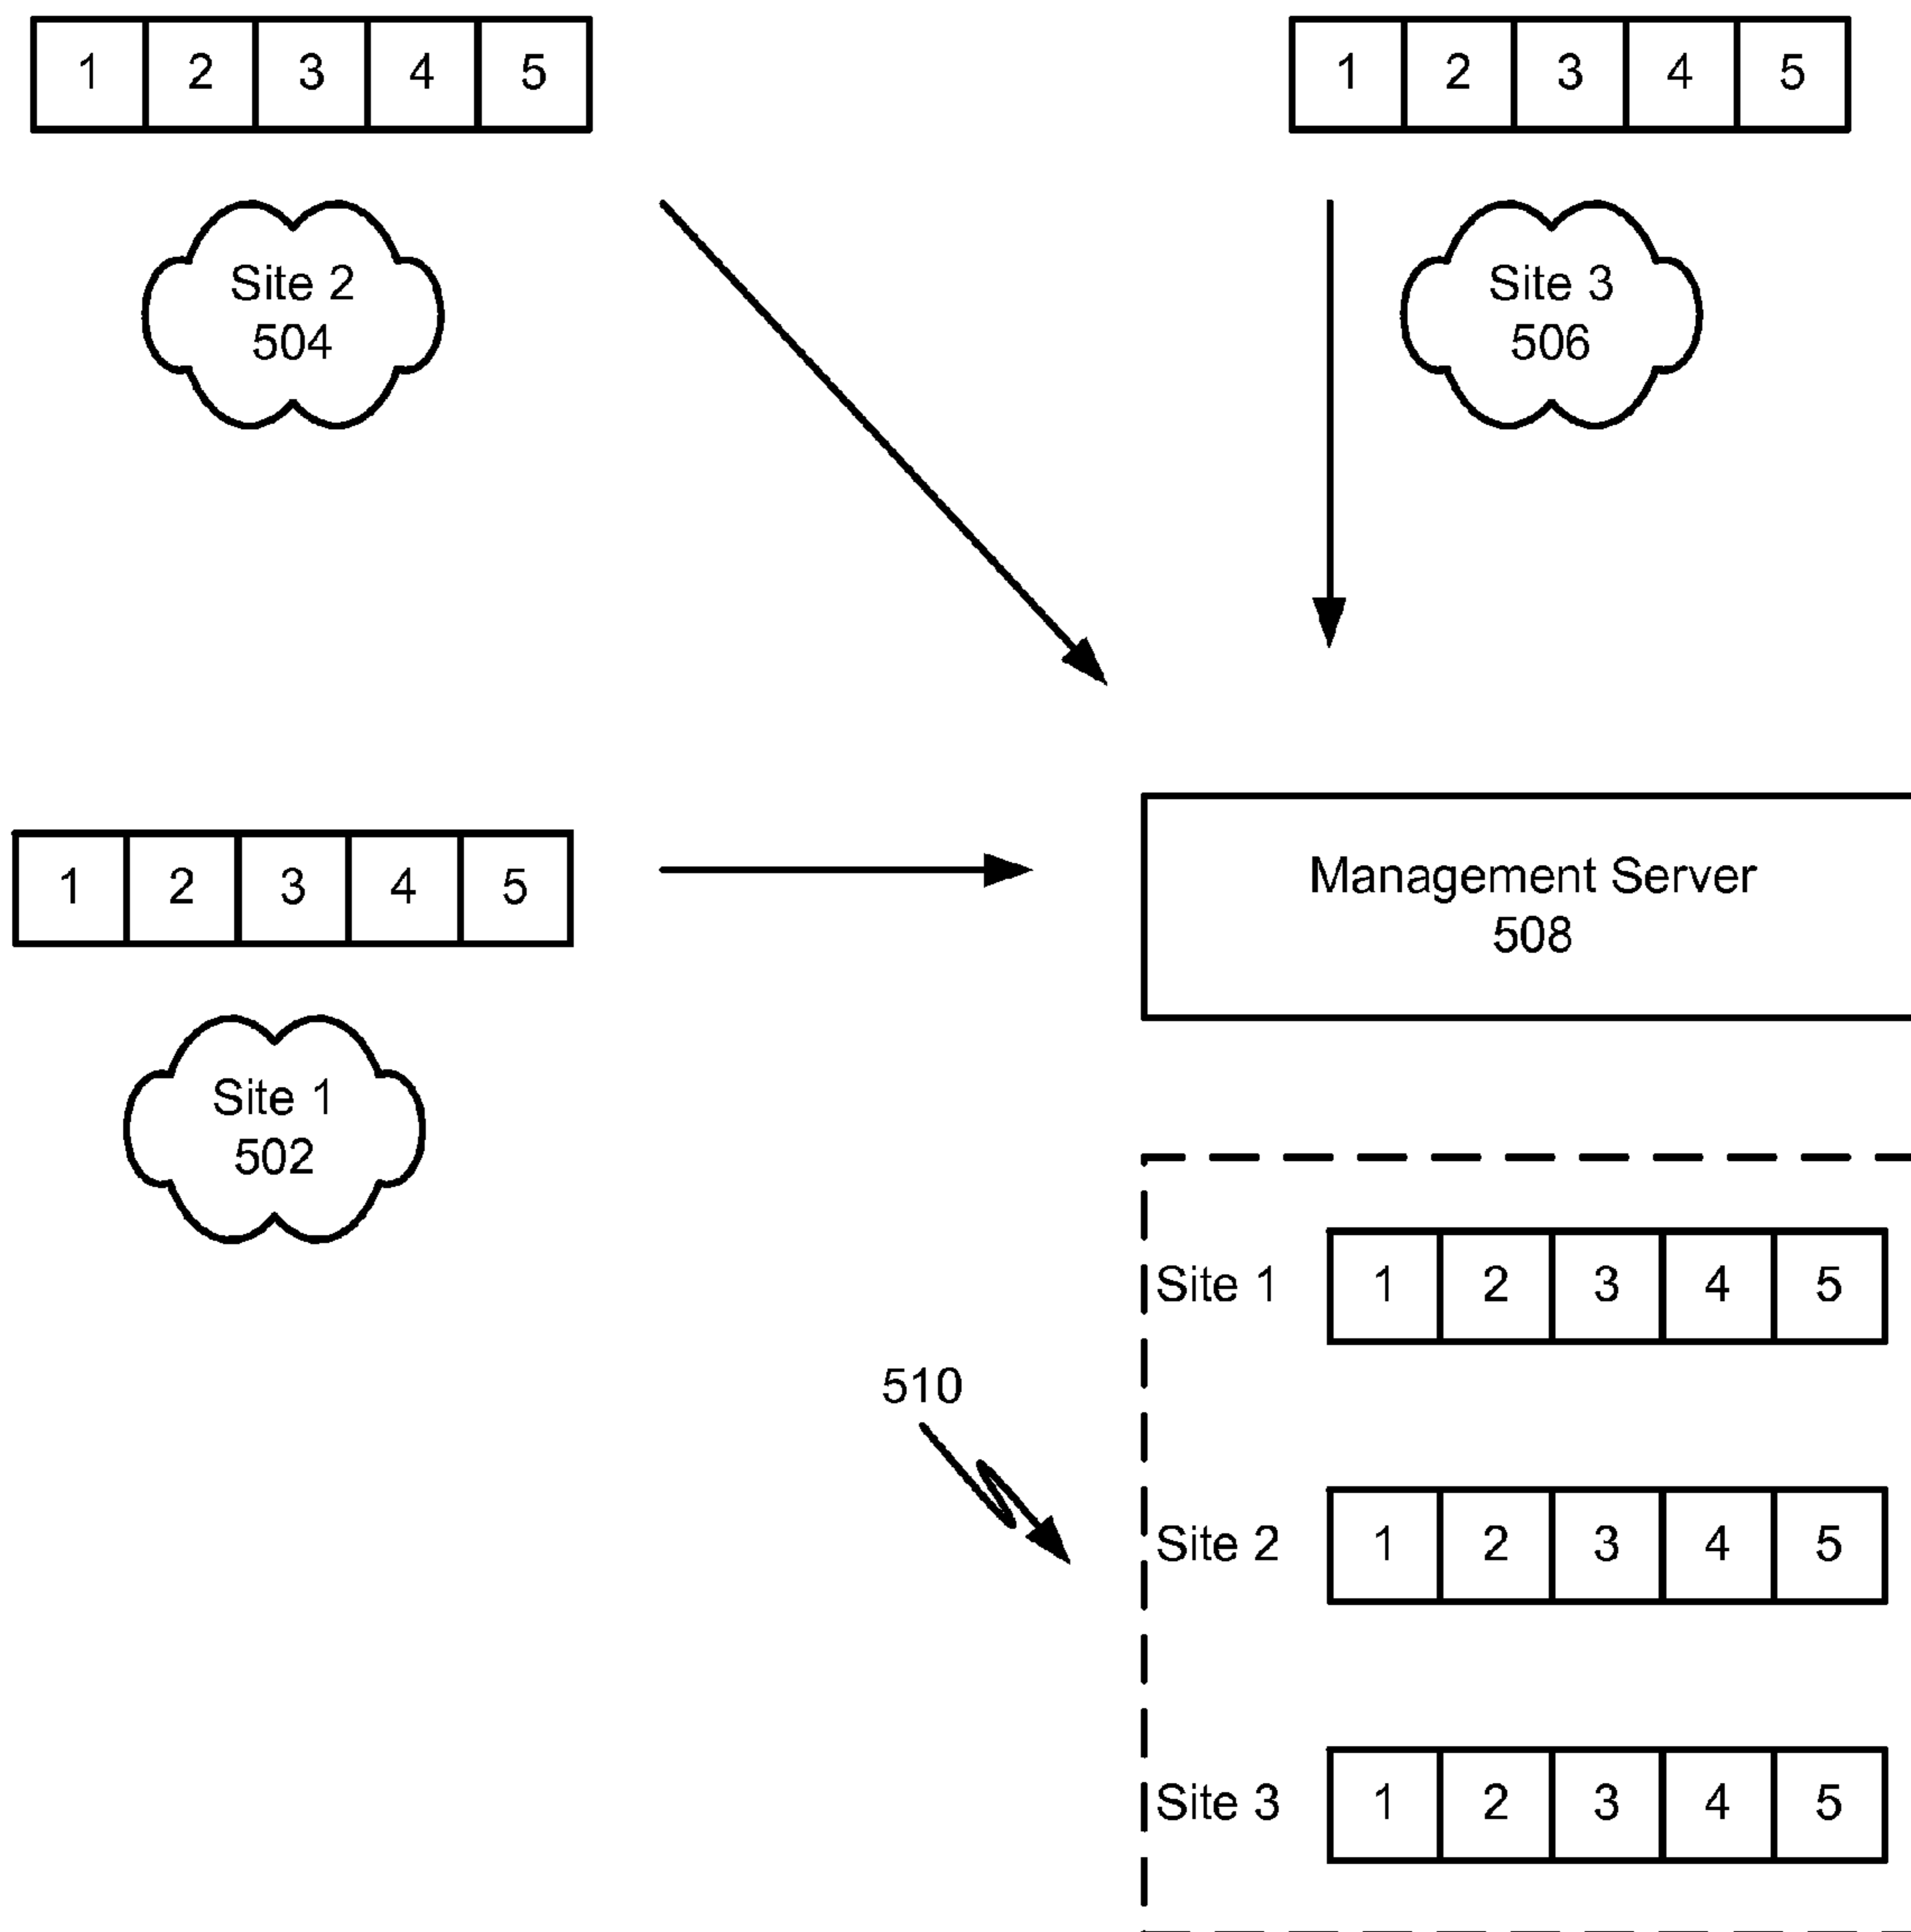 1 2 3 4 5
1 2 3 4 5
Site 2
504
Site 3
506
1 2 3 4 5
Management Server
508
Site 1
502
Site 1 1 2 3 4 5
510
Site 2 1 2 3 4 5
Site 3 1 2 3 4 5